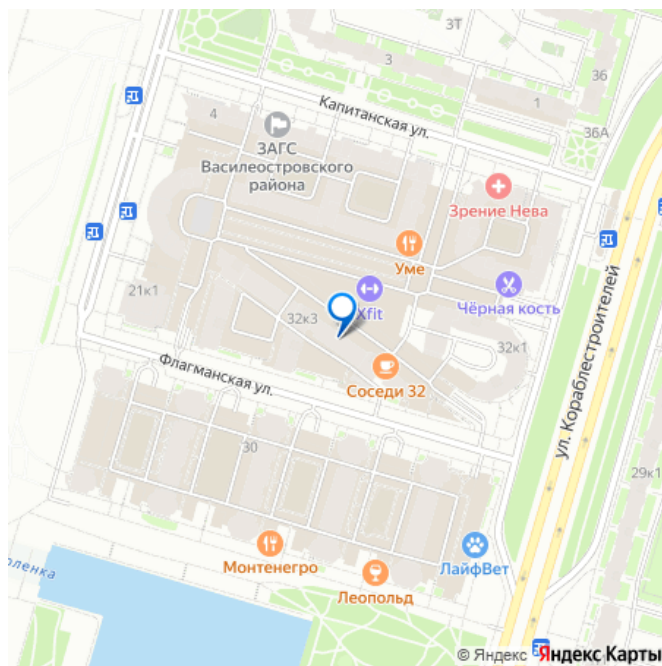 3Т
3
36
1
36А
Капитанская ул.
4
ЗАГС
Василеостровского
района
Зрение Нева
Уме
Xfit
Чёрная кость
21к1
32к3
32к1
Соседи 32
Флагманская ул.
ул. Кораблестроителей
30
29к1
Монтенегро
Леопольд
ЛайфВет
оленка
© Яндекс Яндекс Карты